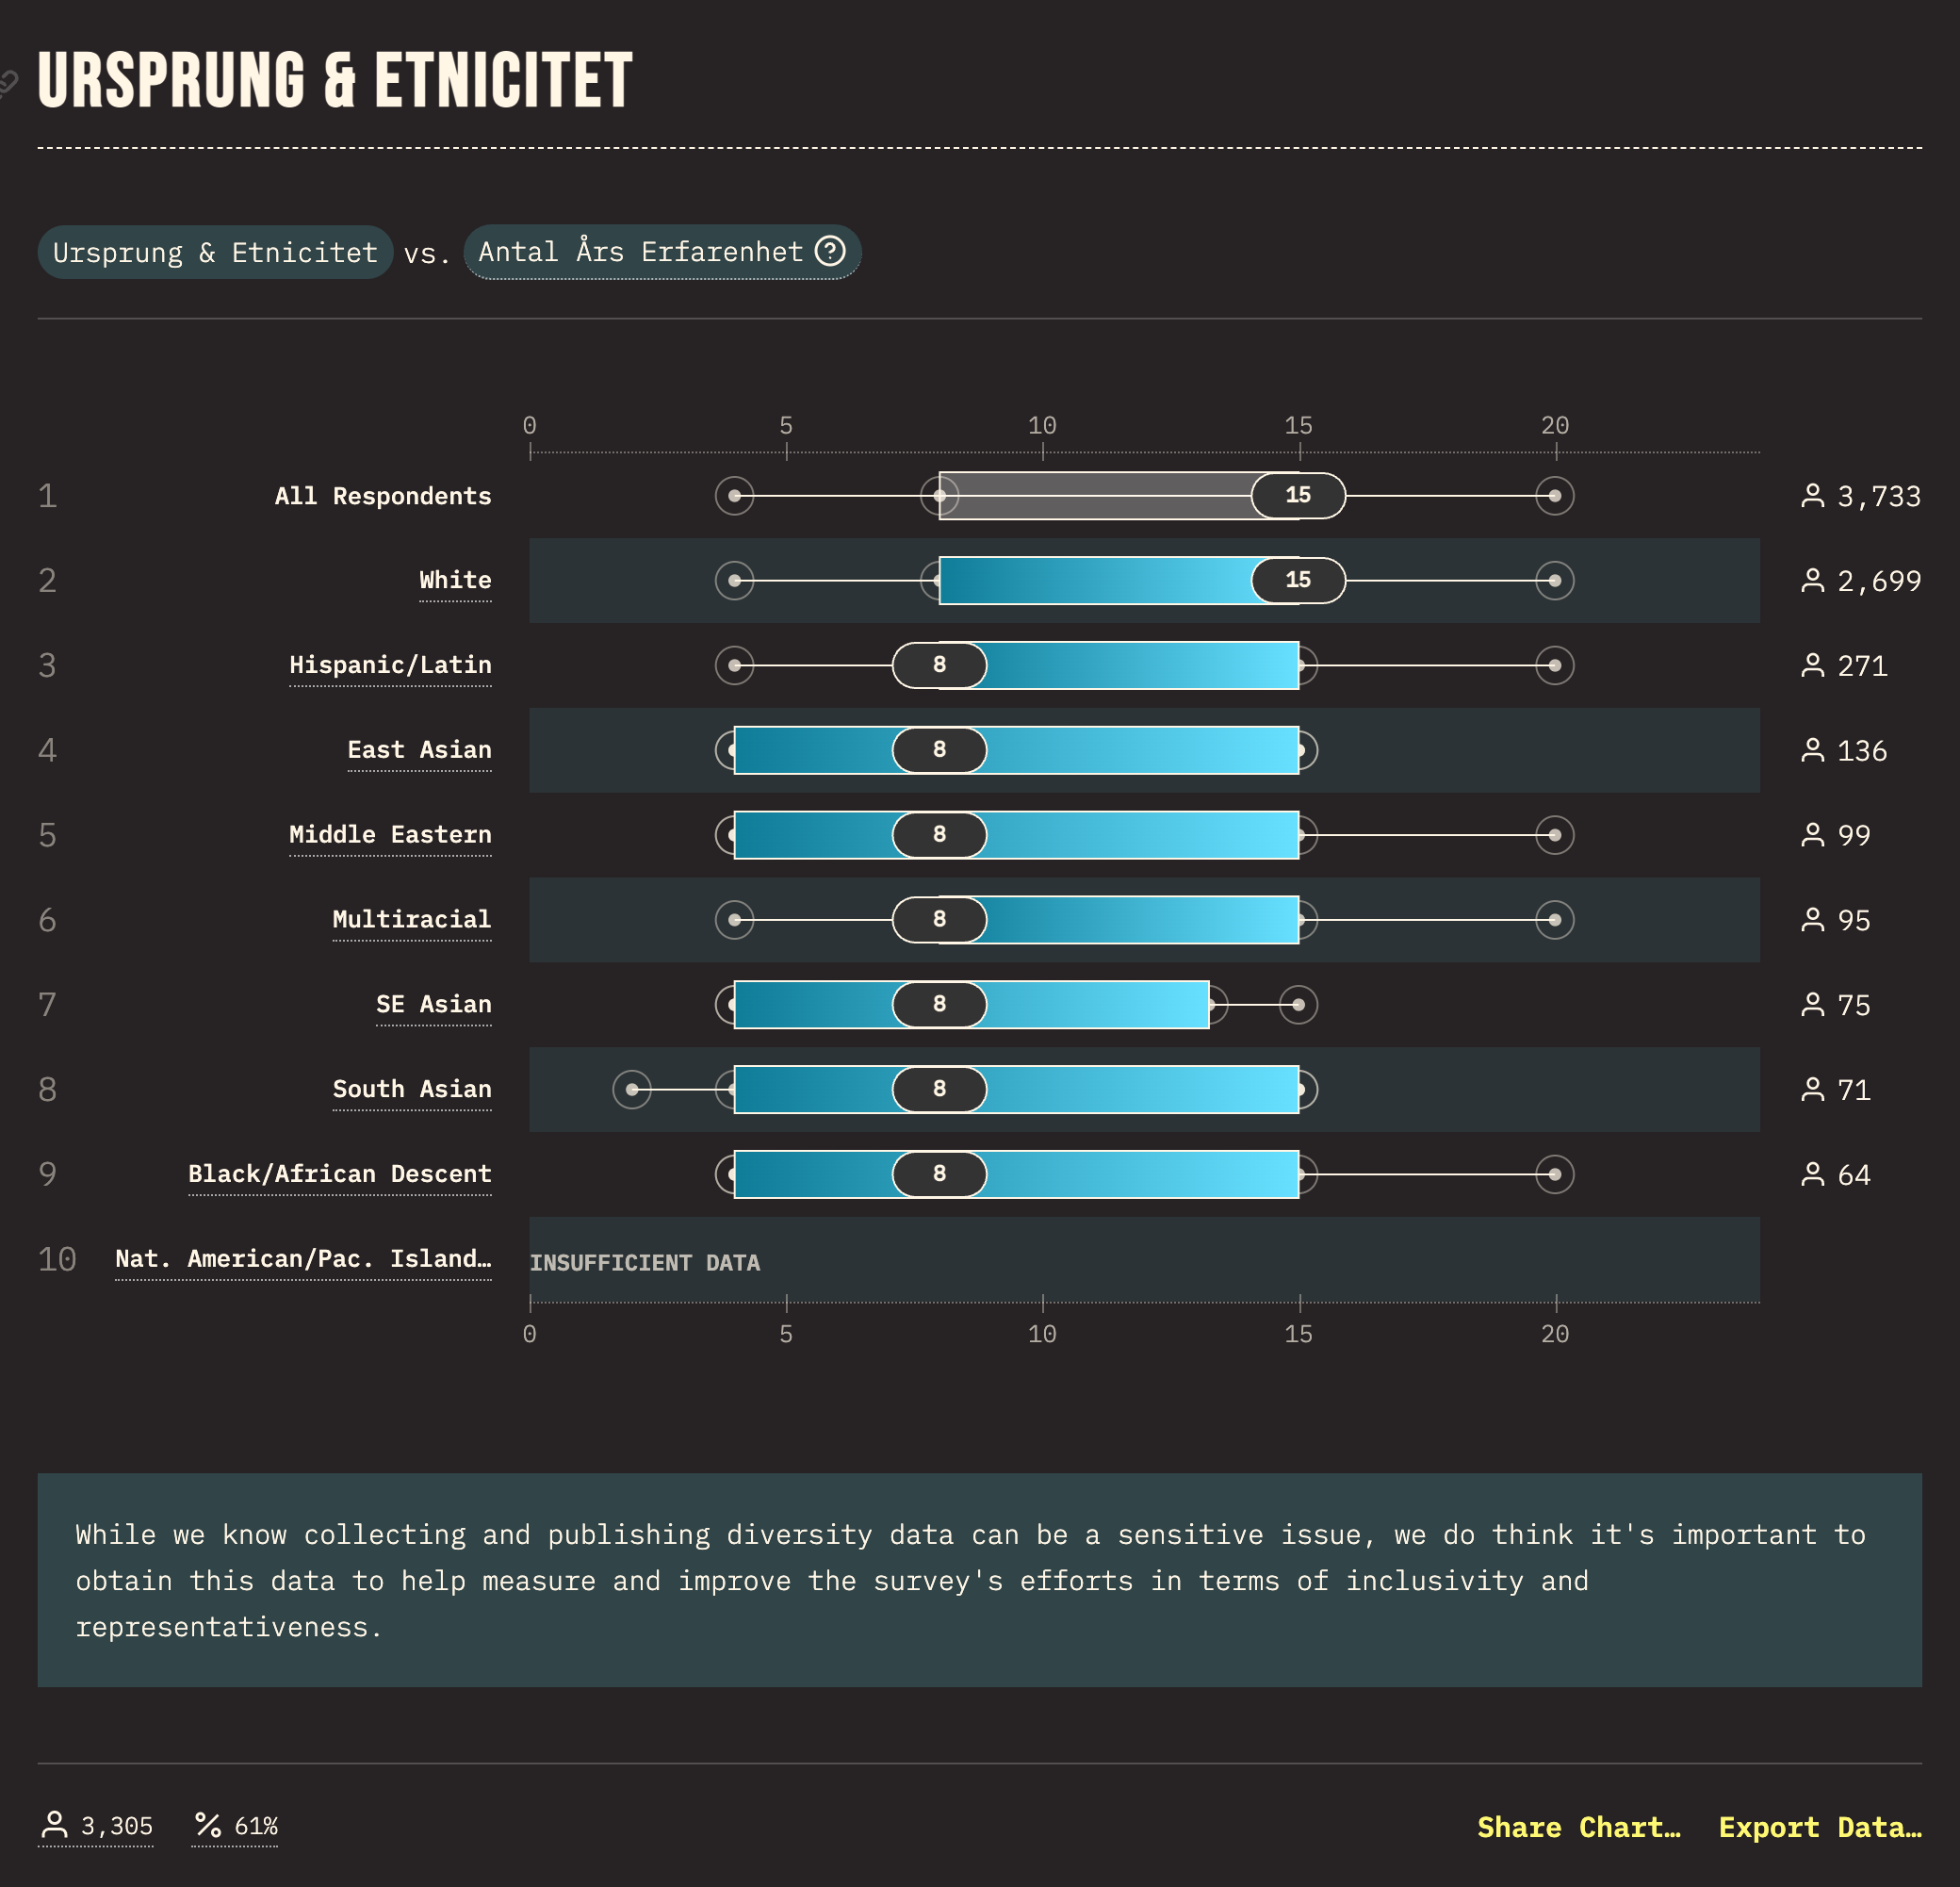 URSPRUNG & ETNICITET
Ursprung & Etnicitet vs. Antal Års Erfarenhet ?
0 5 10 15 20
1 All Respondents 15 3,733
2 White 15 2,699
3 Hispanic/Latin 8 271
4 East Asian 8 136
5 Middle Eastern 8 99
6 Multiracial 8 95
7 SE Asian 8 75
8 South Asian 8 71
9 Black/African Descent 8 64
10 Nat. American/Pac. Island… INSUFFICIENT DATA
0 5 10 15 20
While we know collecting and publishing diversity data can be a sensitive issue, we do think it's important to
obtain this data to help measure and improve the survey's efforts in terms of inclusivity and
representativeness.
3,305 % 61% Share Chart… Export Data…